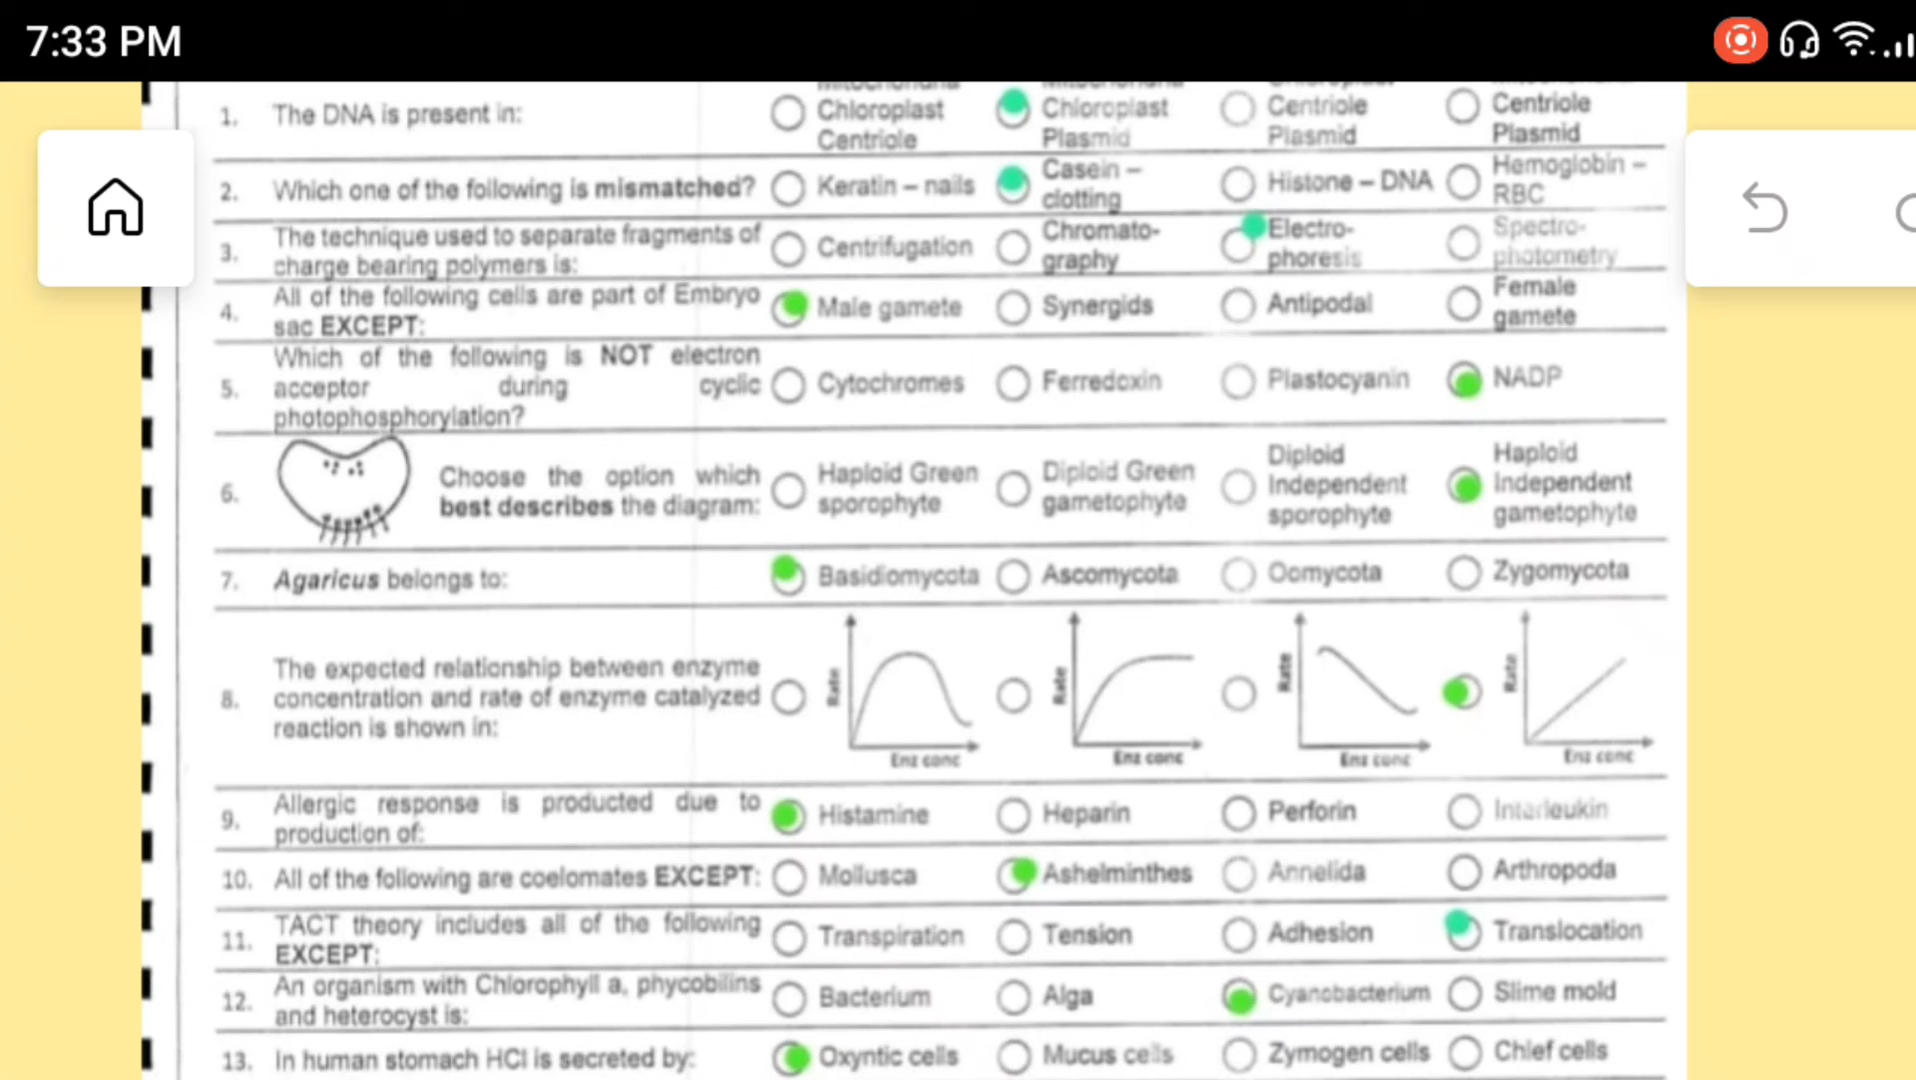 7:33 PM
1. The DNA is present in:
Chloroplast
Centriole
Chloroplast
Plasmid
Centriole
Plasmid
Centriole
Plasmid
2. Which one of the following is mismatched?
Keratin – nails
Casein –
clotting
Histone – DNA
Hemoglobin –
RBC
3. The technique used to separate fragments of
charge bearing polymers is:
Centrifugation
Chromato-
graphy
Electro-
phoresis
Spectro-
photometry
4. All of the following cells are part of Embryo
sac EXCEPT:
Male gamete
Synergids
Antipodal
Female
gamete
5. Which of the following is NOT electron
acceptor during cyclic
photophosphorylation?
Cytochromes
Ferredoxin
Plastocyanin
NADP
6. Choose the option which
best describes the diagram:
Haploid Green
sporophyte
Diploid Green
gametophyte
Diploid
Independent
sporophyte
Haploid
Independent
gametophyte
7. Agaricus belongs to:
Basidiomycota
Ascomycota
Oomycota
Zygomycota
8. The expected relationship between enzyme
concentration and rate of enzyme catalyzed
reaction is shown in:
Rate
Enz conc
Rate
Enz conc
Rate
Enz conc
Rate
Enz conc
9. Allergic response is producted due to
production of:
Histamine
Heparin
Perforin
Interleukin
10. All of the following are coelomates EXCEPT:
Mollusca
Ashelminthes
Annelida
Arthropoda
11. TACT theory includes all of the following
EXCEPT:
Transpiration
Tension
Adhesion
Translocation
12. An organism with Chlorophyll a, phycobilins
and heterocyst is:
Bacterium
Alga
Cyanobacterium
Slime mold
13. In human stomach HCl is secreted by:
Oxyntic cells
Mucus cells
Zymogen cells
Chief cells